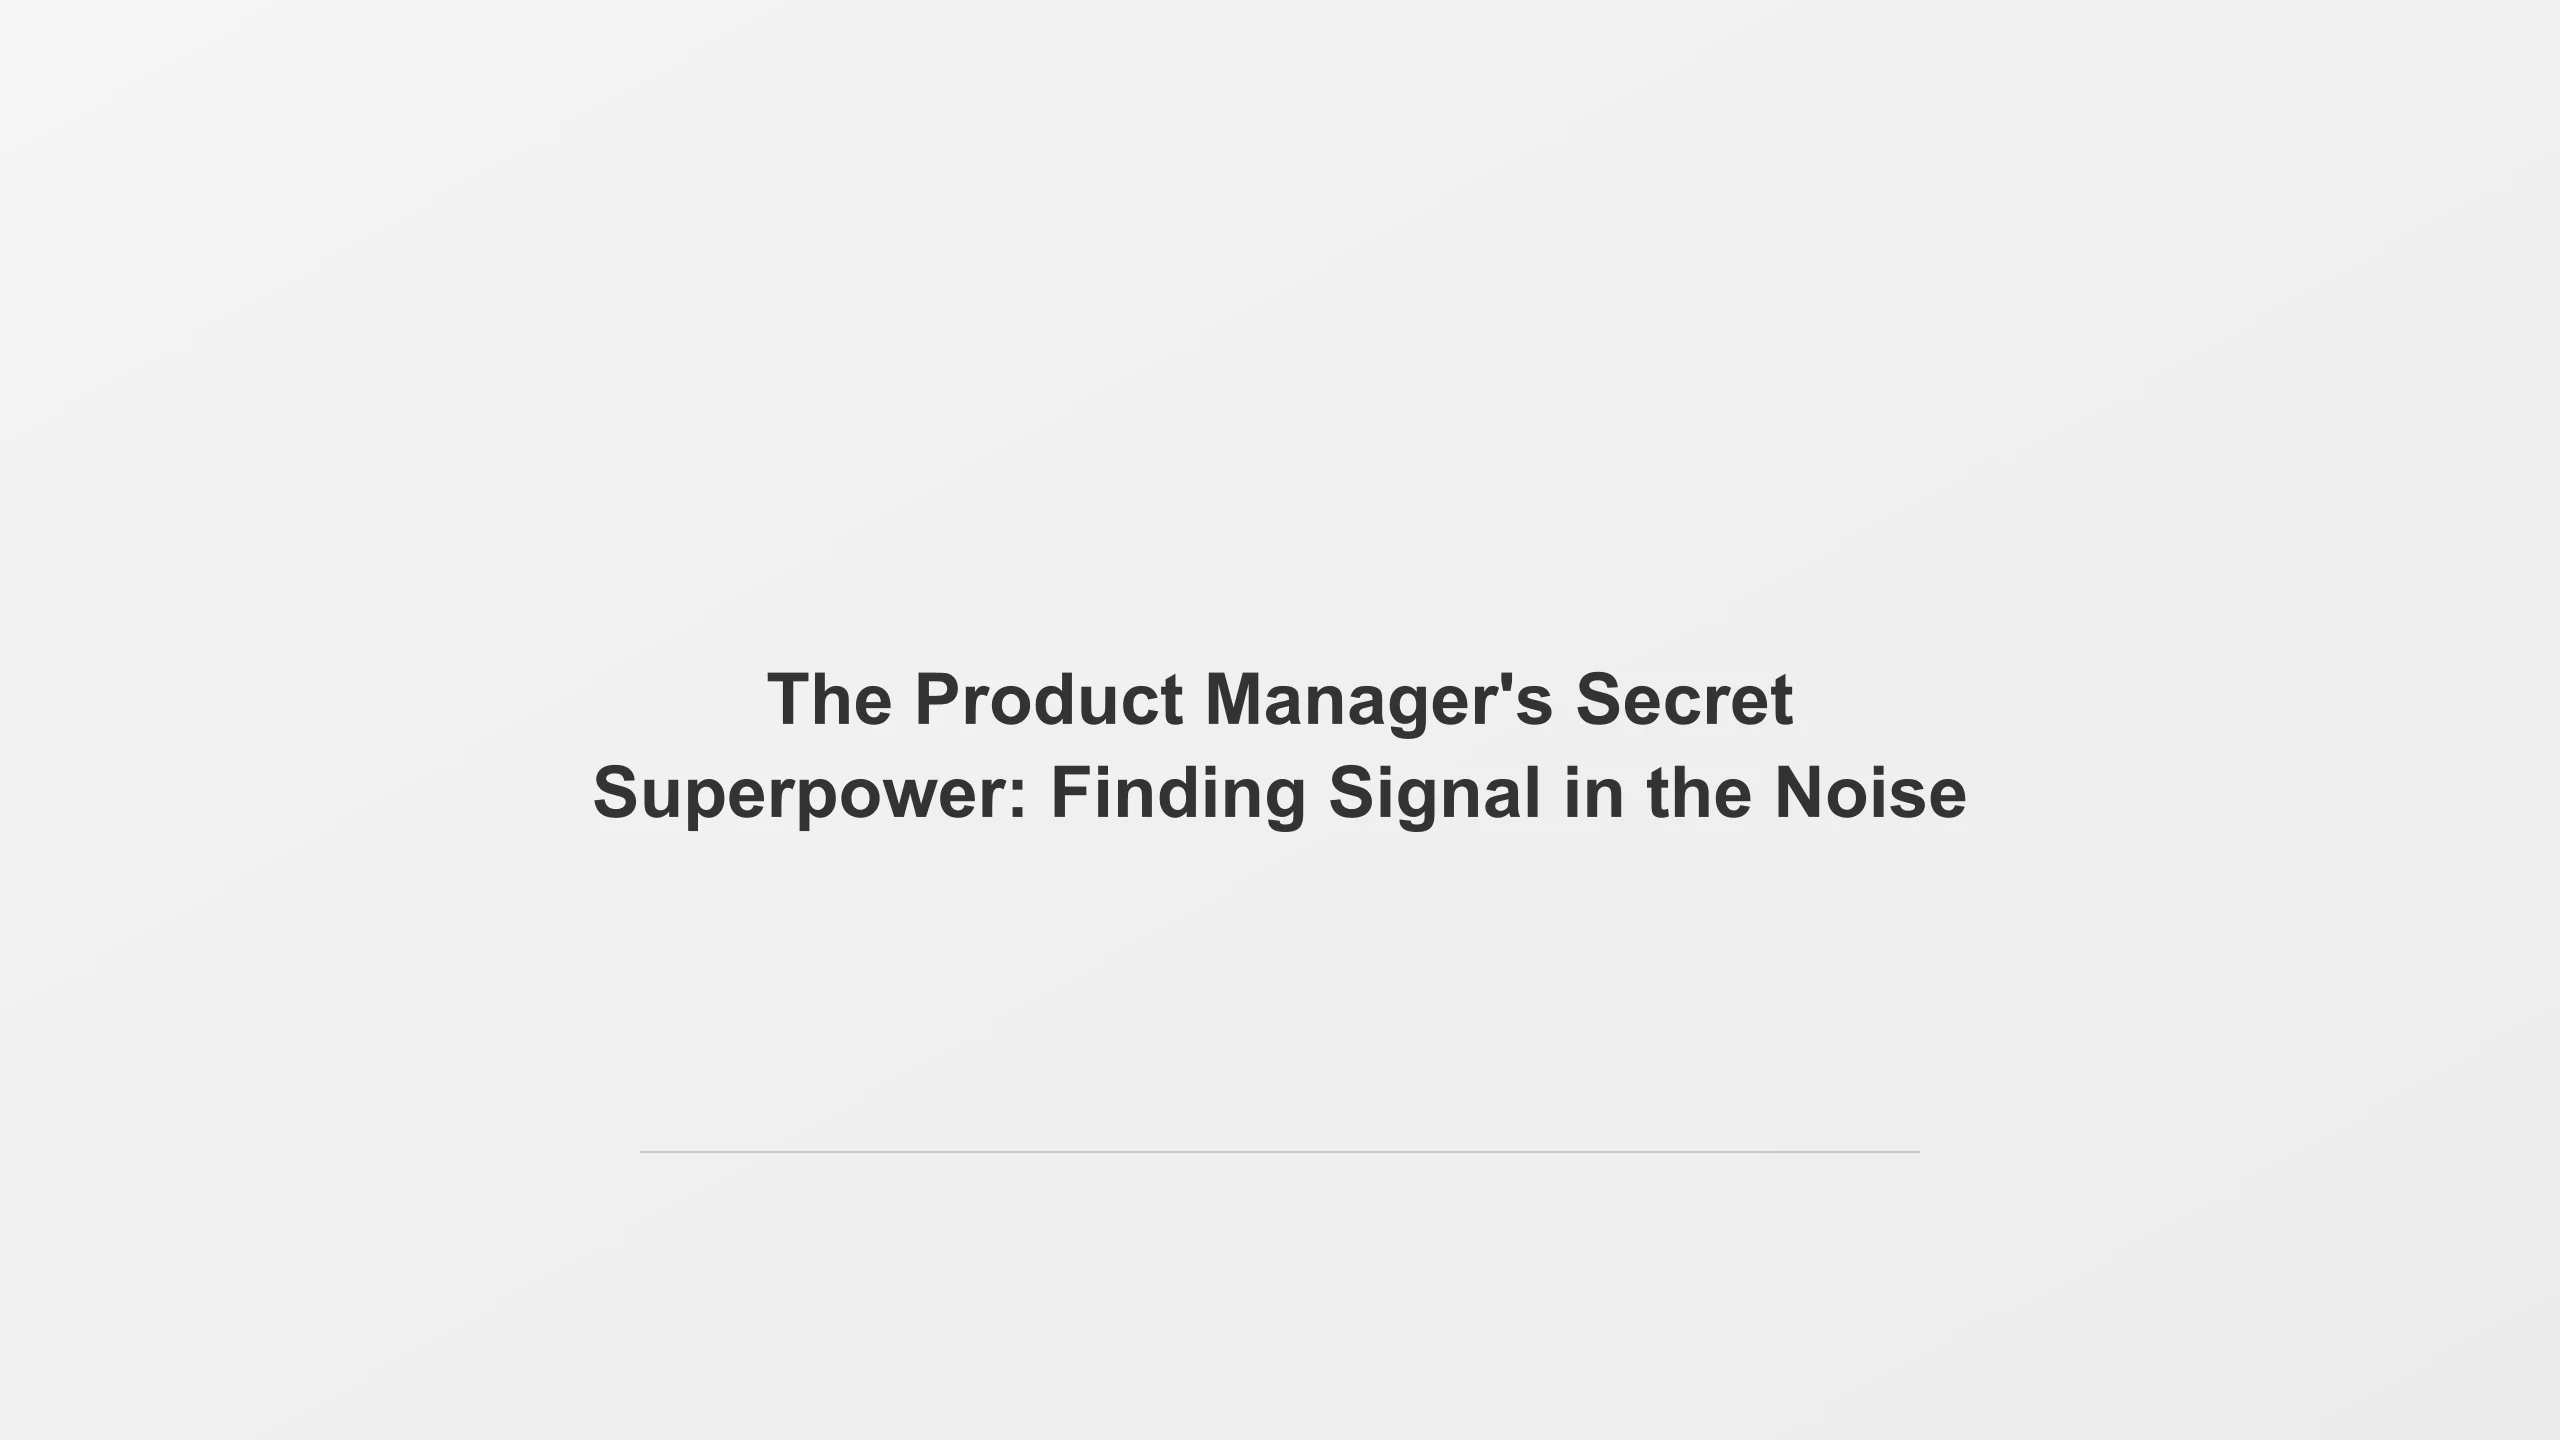 The Product Manager's Secret
Superpower: Finding Signal in the Noise